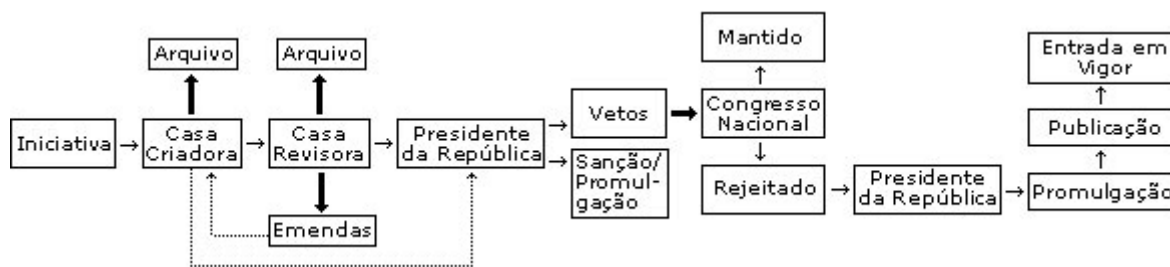 Iniciativa
Arquivo
Casa
Criadora
Arquivo
Casa
Revisora
Emendas
Presidente
da República
Vetos
Sanção/
Promul-
gação
Mantido
Congresso
Nacional
Rejeitado
Presidente
da República
Entrada em
Vigor
Publicação
Promulgação